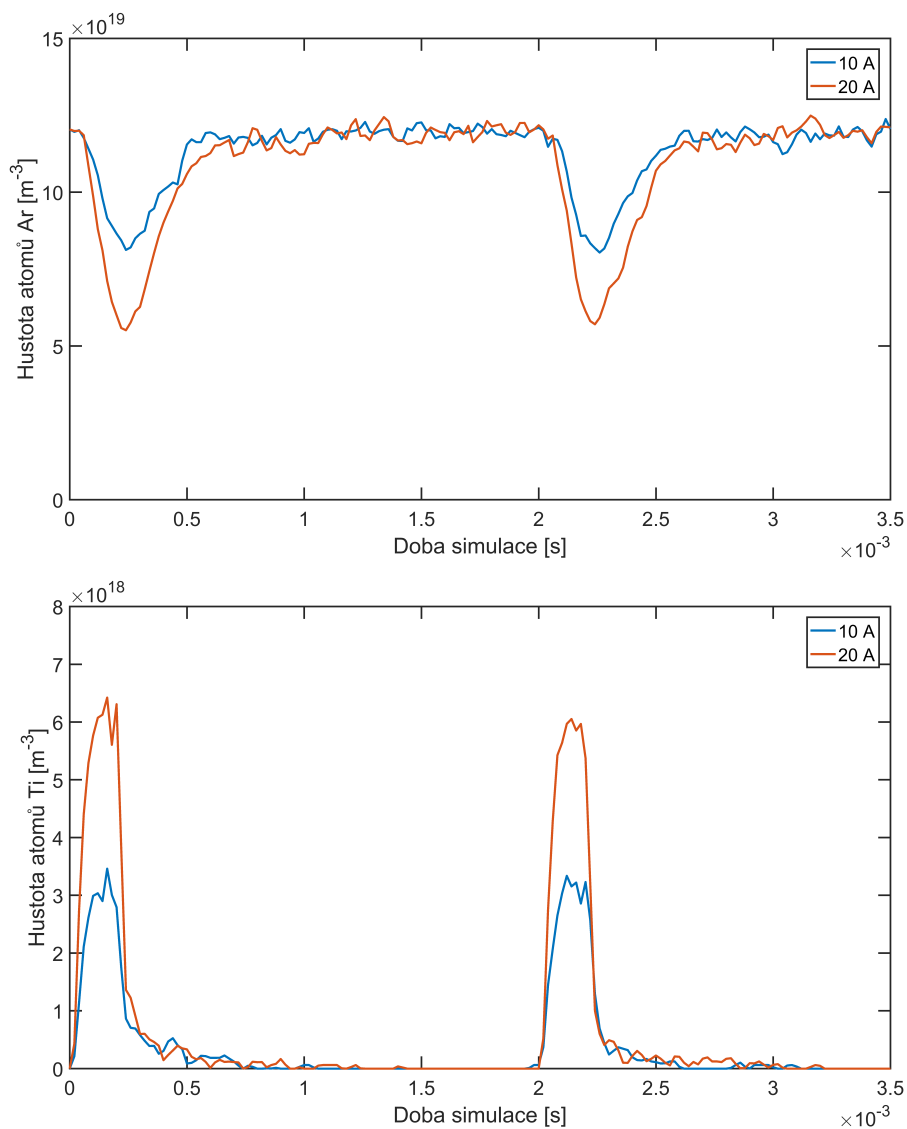 ×10^19
15
10
5
0
Hustota atomů Ar [m^-3]
10 A
20 A
0 0.5 1 1.5 2 2.5 3 3.5
Doba simulace [s]
×10^-3
×10^18
8
7
6
5
4
3
2
1
0
Hustota atomů Ti [m^-3]
10 A
20 A
0 0.5 1 1.5 2 2.5 3 3.5
Doba simulace [s]
×10^-3